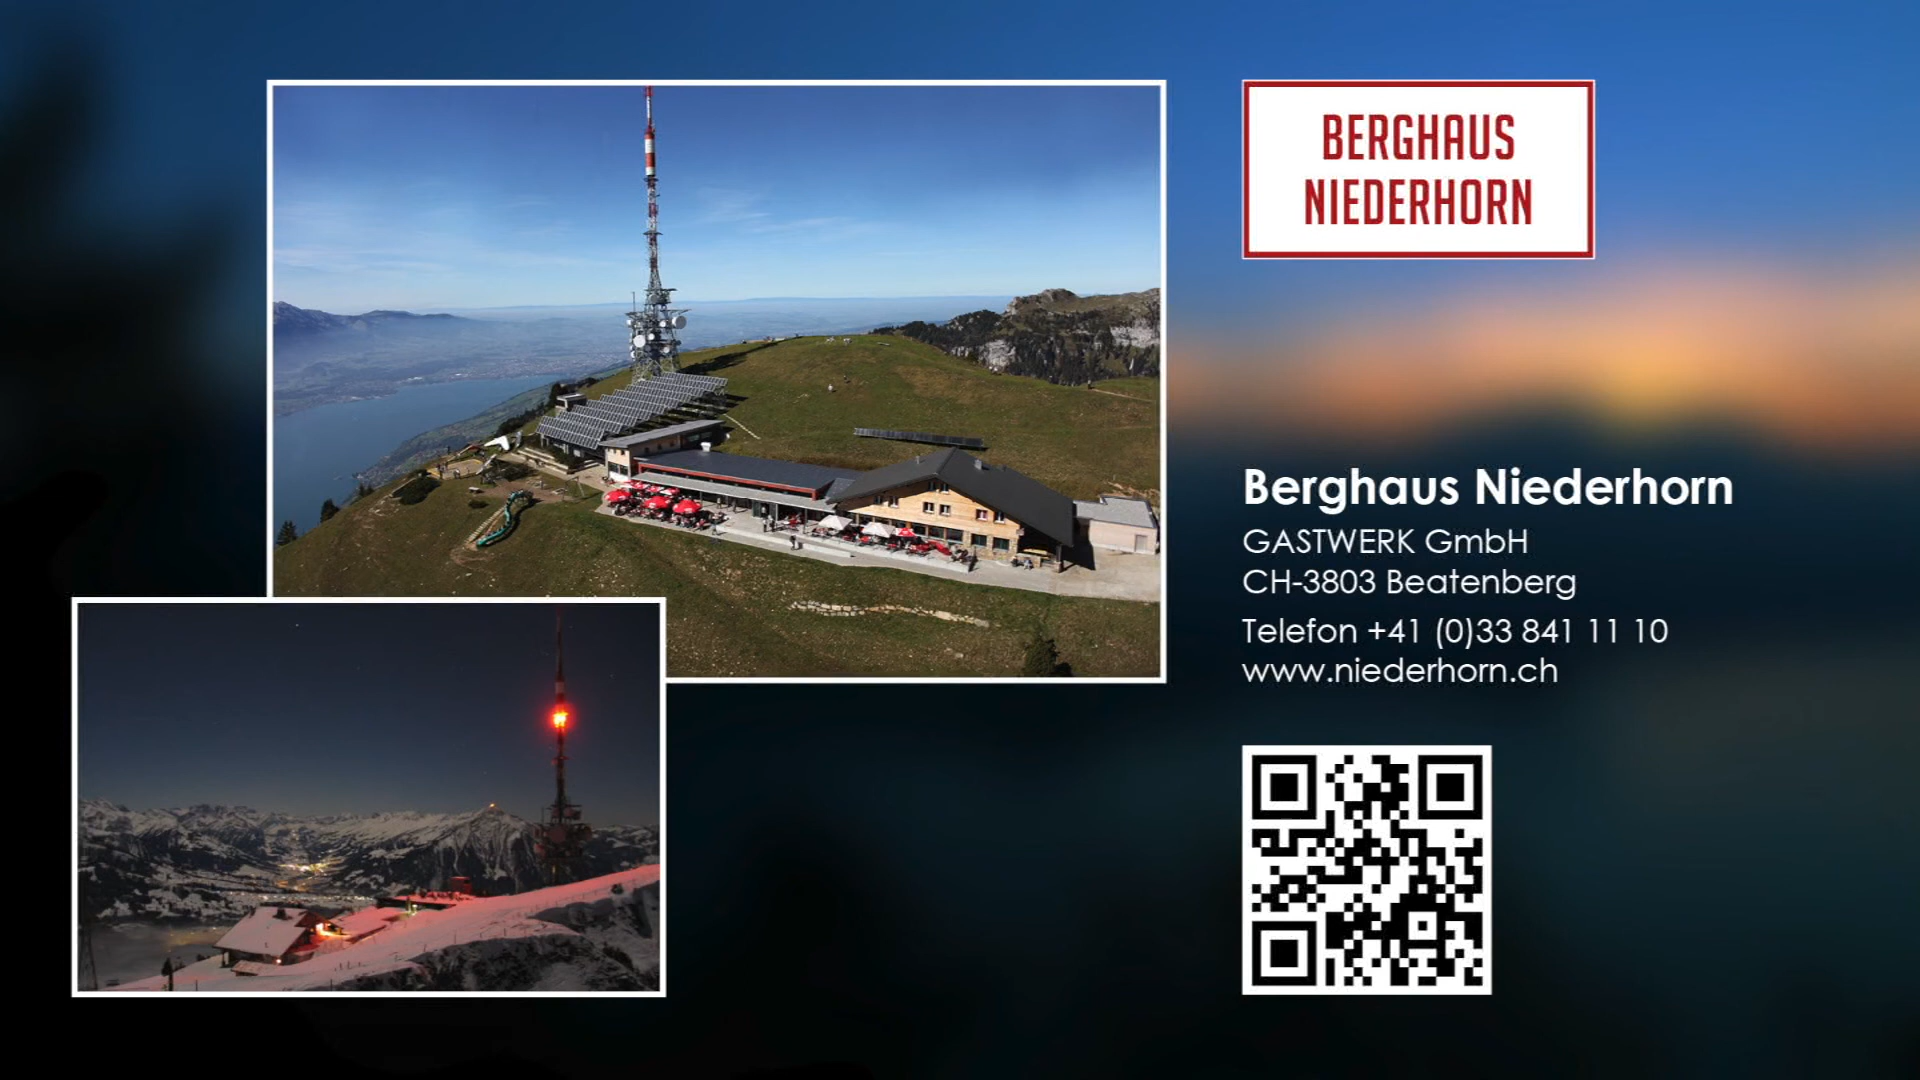 BERGHAUS
NIEDERHORN
Berghaus Niederhorn
GASTWERK GmbH
CH-3803 Beatenberg
Telefon +41 (0)33 841 11 10
www.niederhorn.ch